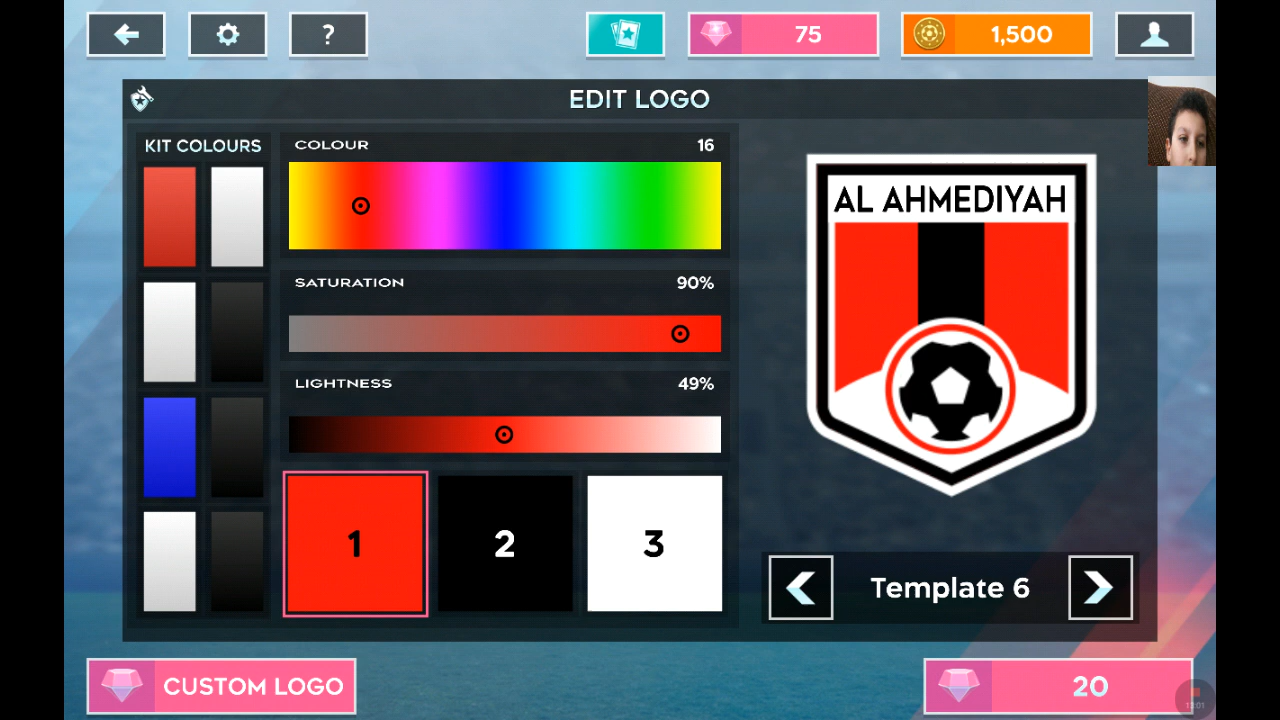 ?
75
1,500
EDIT LOGO
KIT COLOURS
COLOUR
16
SATURATION
90%
LIGHTNESS
49%
1
2
3
AL AHMEDIYAH
Template 6
CUSTOM LOGO
20